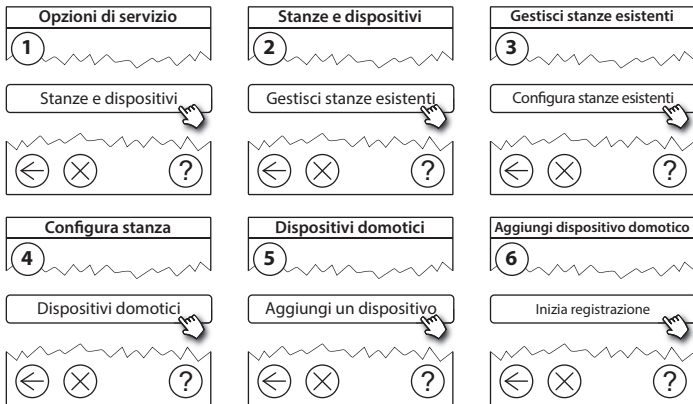 Opzioni di servizio
1
Stanze e dispositivi
?
Stanze e dispositivi
2
Gestisci stanze esistenti
?
Gestisci stanze esistenti
3
Configura stanze esistenti
?
Configura stanza
4
Dispositivi domotici
?
Dispositivi domotici
5
Aggiungi un dispositivo
?
Aggiungi dispositivo domotico
6
Inizia registrazione
?